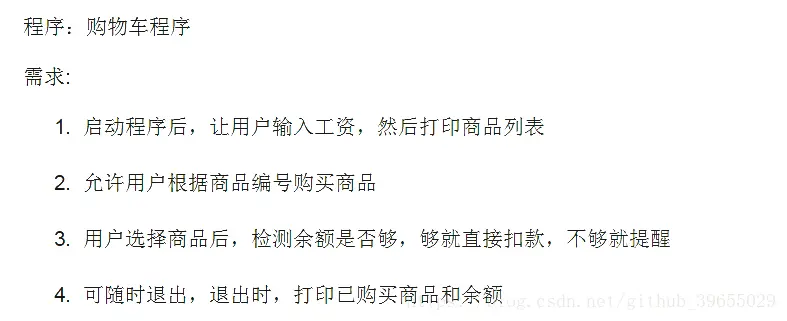 程序：购物车程序
需求:
1. 启动程序后，让用户输入工资，然后打印商品列表
2. 允许用户根据商品编号购买商品
3. 用户选择商品后，检测余额是否够，够就直接扣款，不够就提醒
4. 可随时退出，退出时，打印已购买商品和余额
https://blog.csdn.net/github_39655029